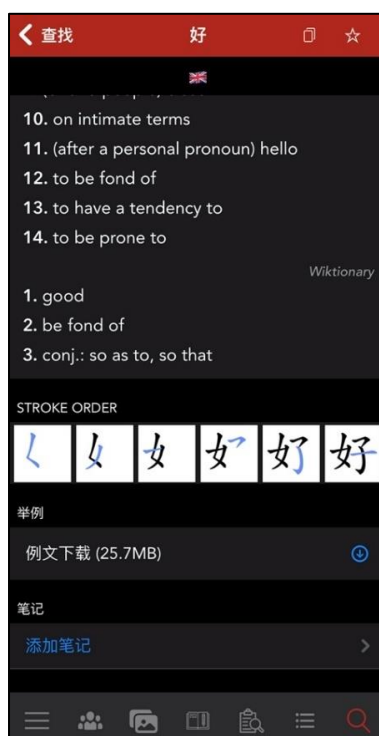 查找 好
10. on intimate terms
11. (after a personal pronoun) hello
12. to be fond of
13. to have a tendency to
14. to be prone to
Wiktionary
1. good
2. be fond of
3. conj.: so as to, so that
STROKE ORDER
好
举例
例文下载 (25.7MB)
笔记
添加笔记